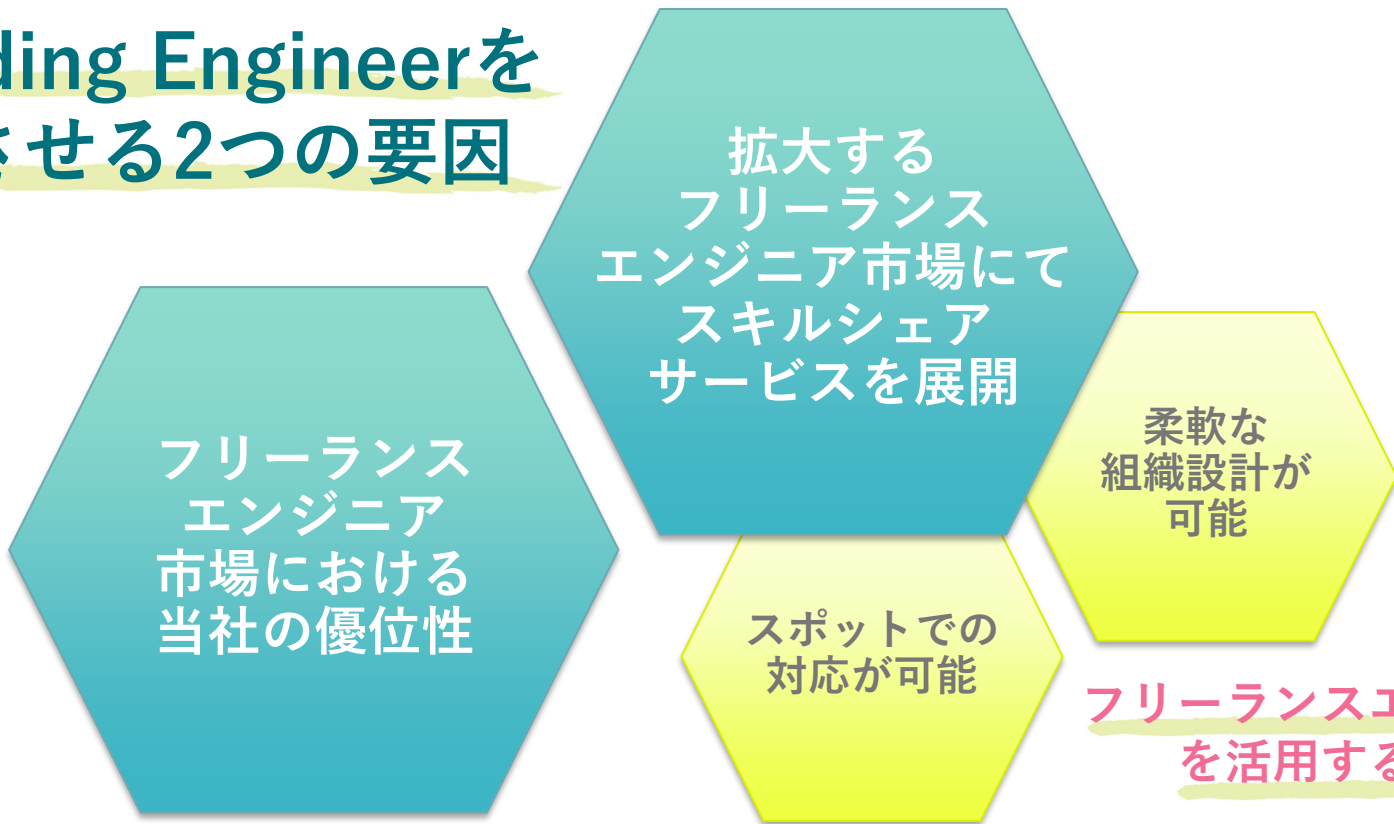 ding Engineerを
させる2つの要因
拡大する
フリーランス
エンジニア市場にて
スキルシェア
サービスを展開
フリーランス
エンジニア
市場における
当社の優位性
柔軟な
組織設計が
可能
スポットでの
対応が可能
フリーランスエ
を活用する